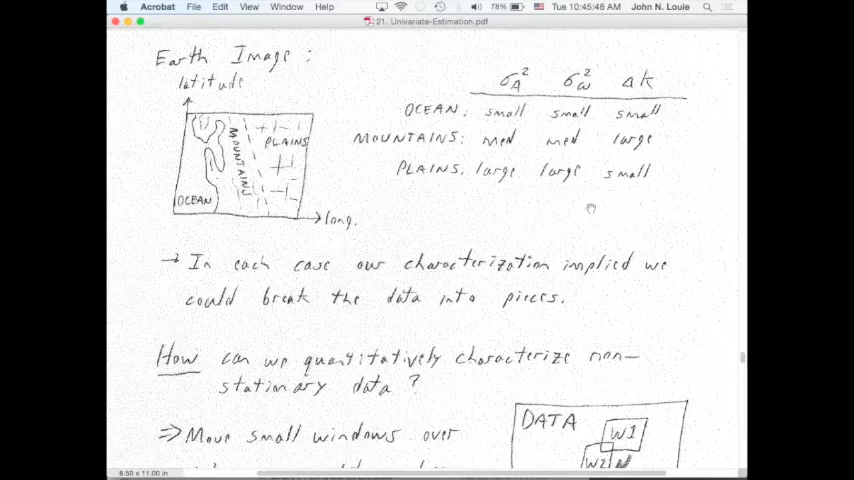 Acrobat File Edit View Window Help 78% Tue 10:45:46 AM John N. Louie
21. Univariate-Estimation.pdf
Earth Image:
latitude
σA² σω² Δk
OCEAN: small small small
MOUNTAINS: med med large
PLAINS: large large small
MOUNTAINS
PLAINS
OCEAN
long.
→ In each case our characterization implied we
could break the data into pieces.
How can we quantitatively characterize non-
stationary data?
⇒ Move small windows over
DATA
W1
W2
8.50 x 11.00 in